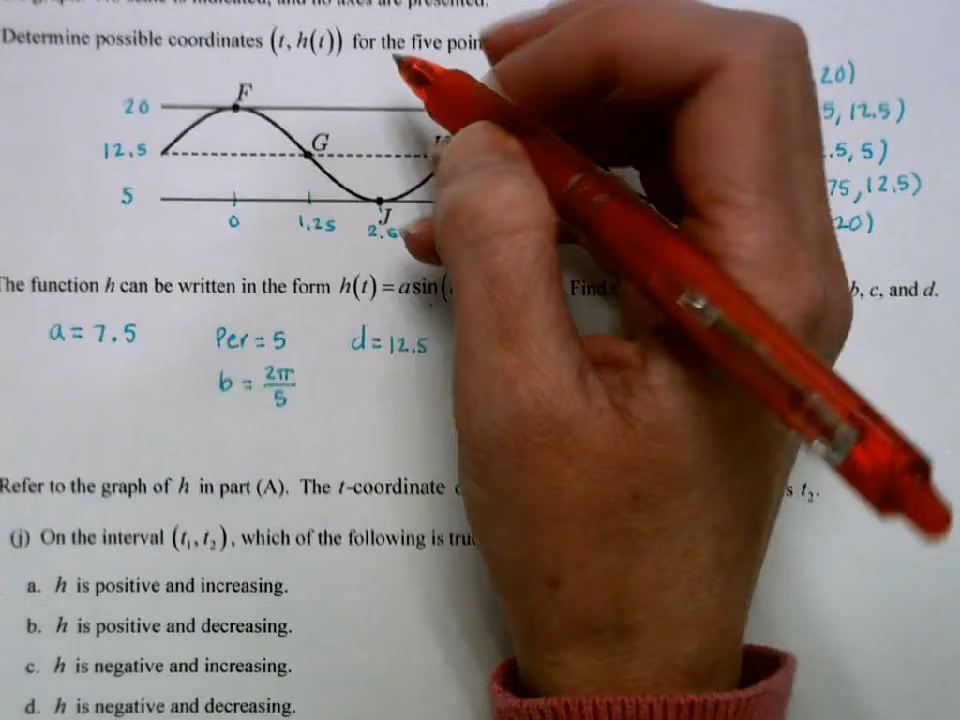 Determine possible coordinates (t, h(t)) for the five
20)
F
20
5, 12.5)
G
12.5
.5, 5)
5
75, 12.5)
J
0 1.25 2.5
20)
The function h can be written in the form h(t) = a sin( Find b, c, and d.
a = 7.5 Per = 5 d = 12.5
b = 2π/5
Refer to the graph of h in part (A). The t-coordinate t₂.
(i) On the interval (t₁, t₂), which of the following is
a. h is positive and increasing.
b. h is positive and decreasing.
c. h is negative and increasing.
d. h is negative and decreasing.